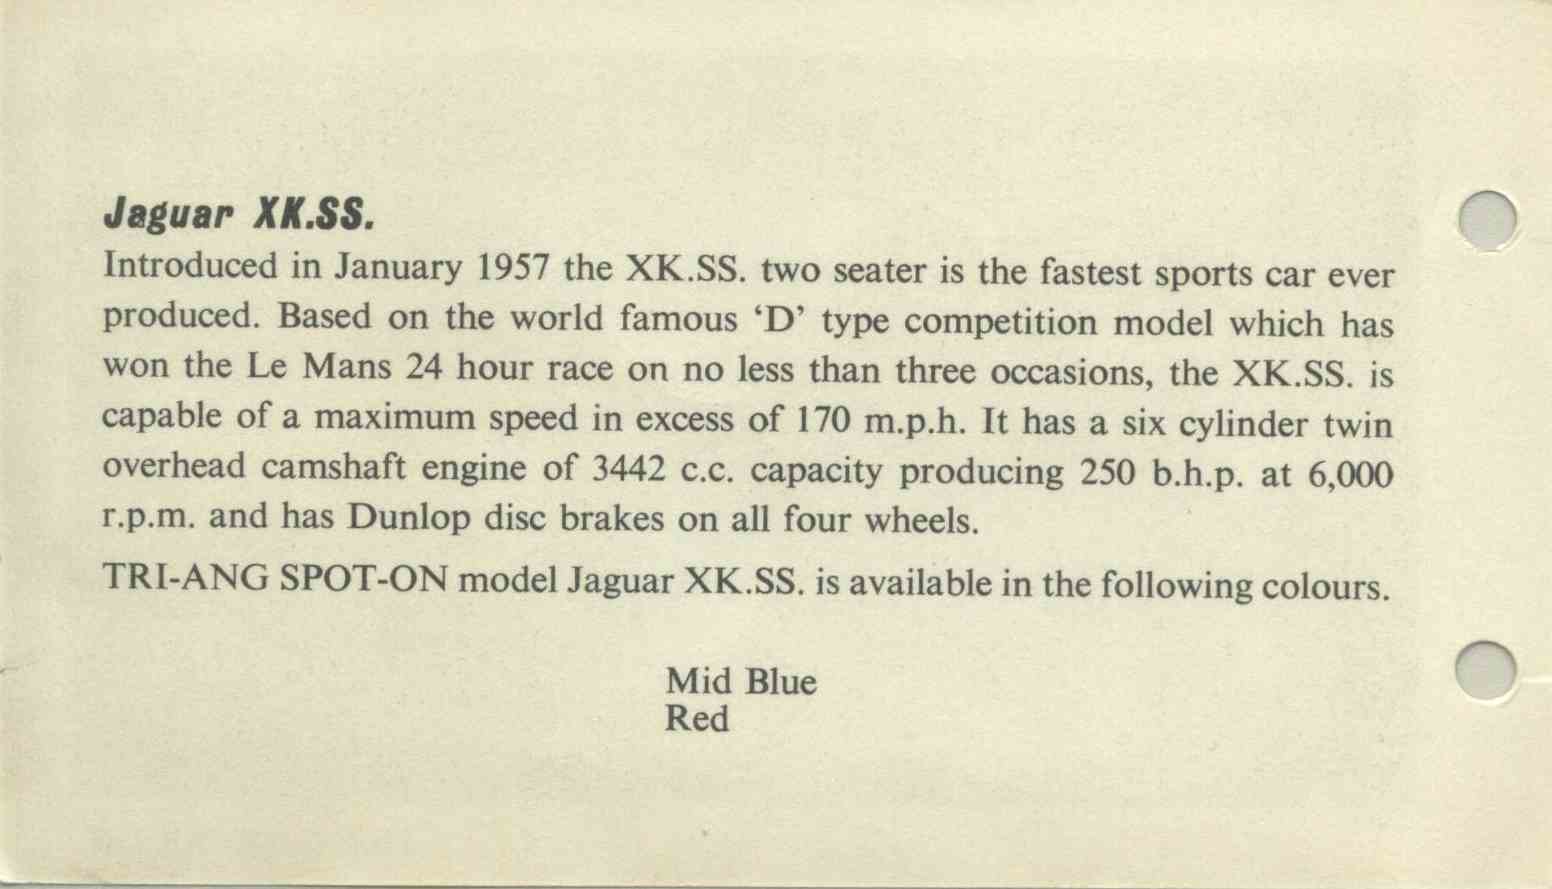 Jaguar XK.SS.
Introduced in January 1957 the XK.SS. two seater is the fastest sports car ever
produced. Based on the world famous ‘D’ type competition model which has
won the Le Mans 24 hour race on no less than three occasions, the XK.SS. is
capable of a maximum speed in excess of 170 m.p.h. It has a six cylinder twin
overhead camshaft engine of 3442 c.c. capacity producing 250 b.h.p. at 6,000
r.p.m. and has Dunlop disc brakes on all four wheels.
TRI-ANG SPOT-ON model Jaguar XK.SS. is available in the following colours.
Mid Blue
Red